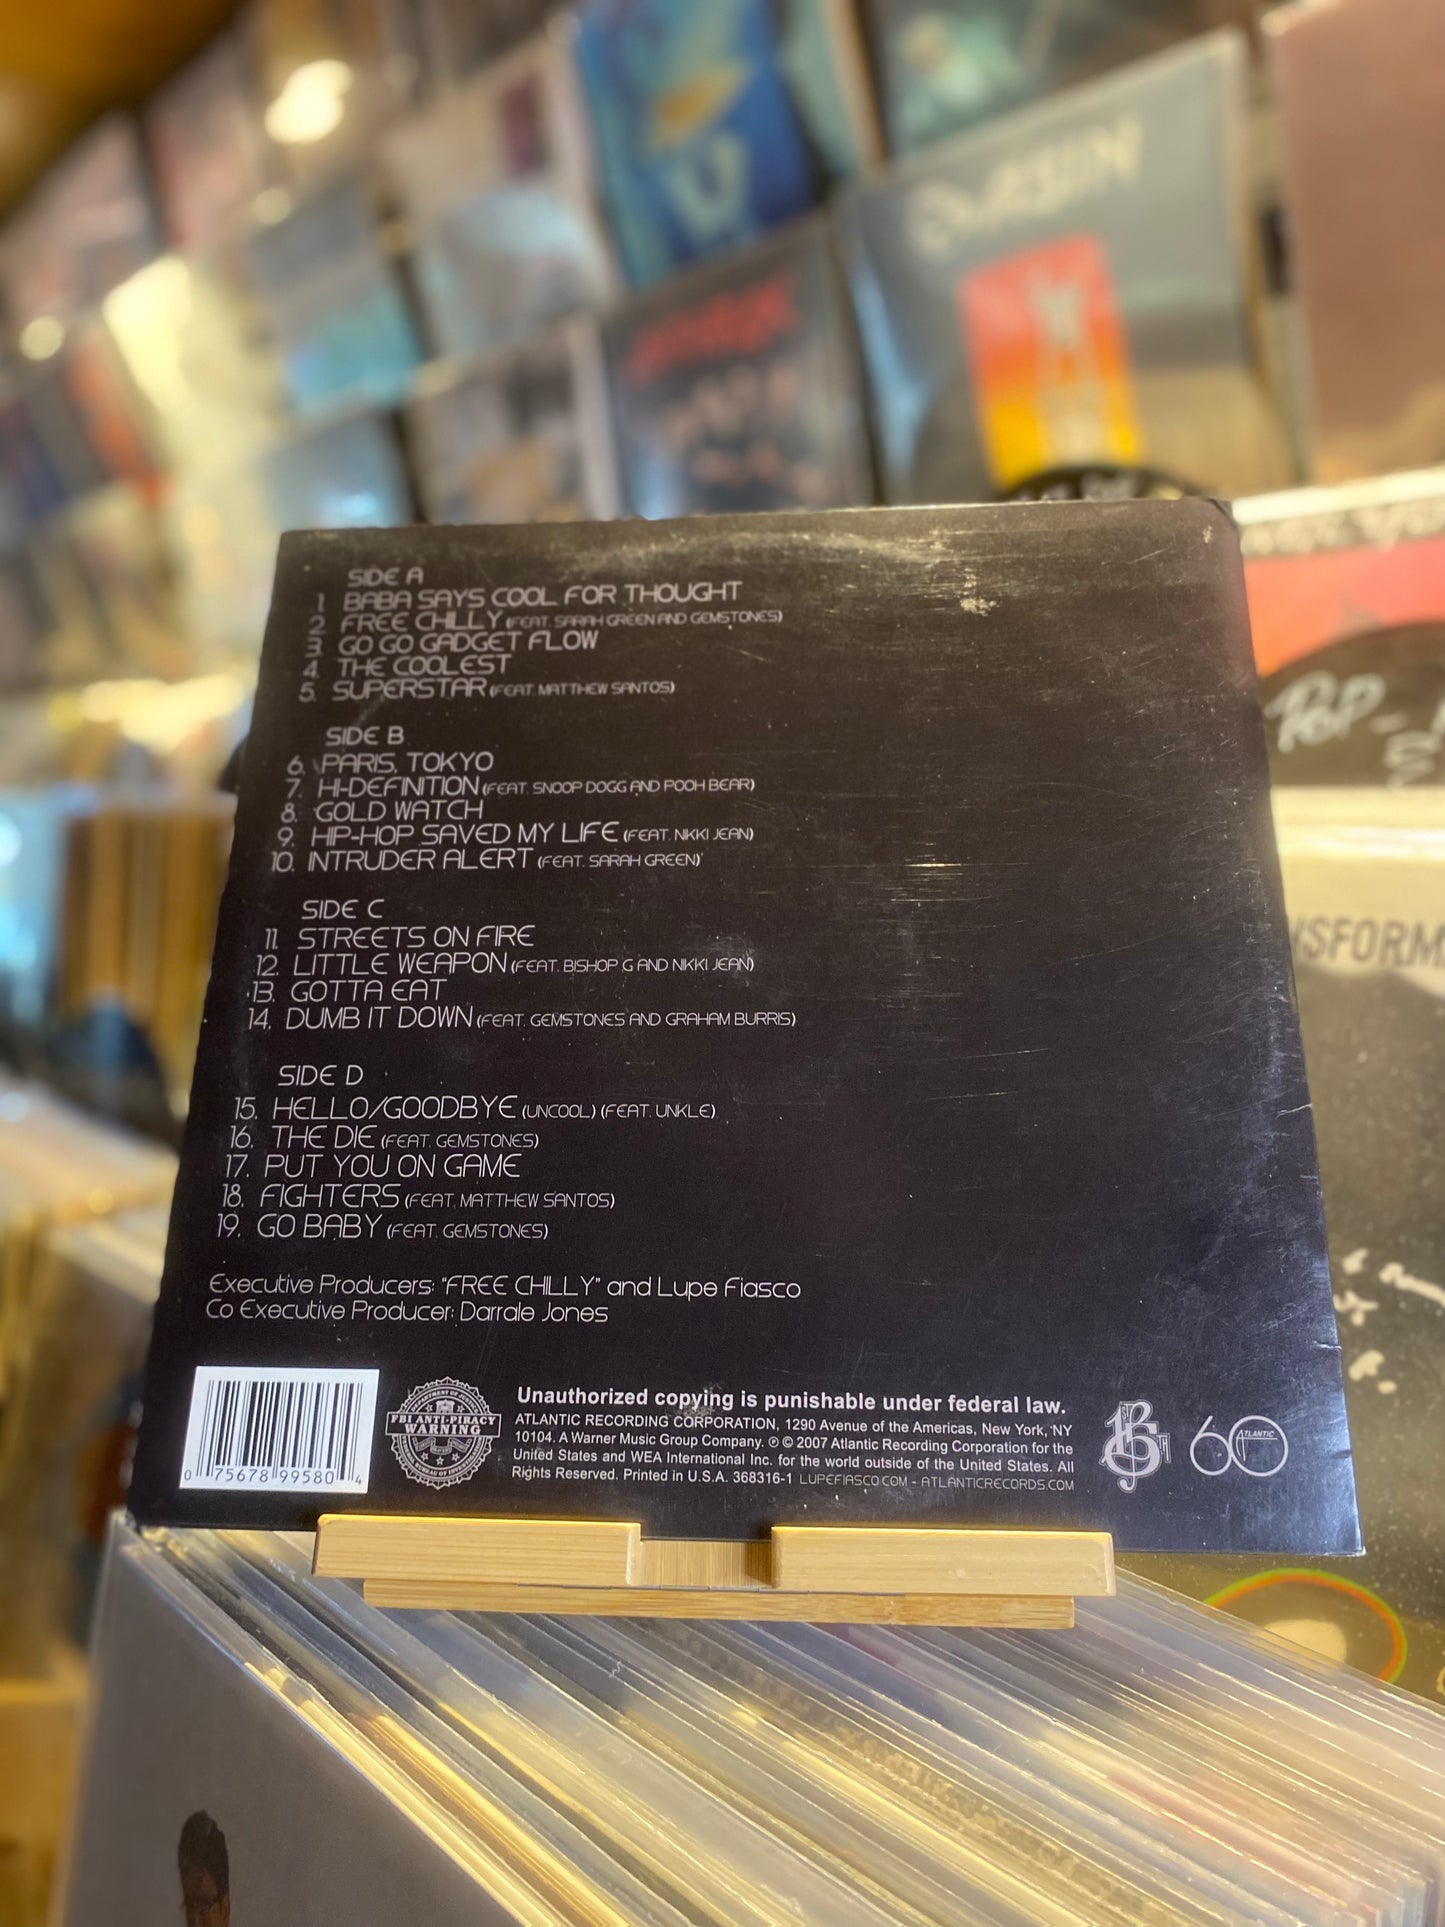 SIDE A
1 BABA SAYS COOL FOR THOUGHT
2. FREE CHILLY (FEAT. SARAH GREEN AND GEMSTONES)
3. GO GO GADGET FLOW
4. THE COOLEST
5. SUPERSTAR (FEAT. MATTHEW SANTOS)
SIDE B
6. PARIS, TOKYO
7. HI-DEFINITION (FEAT. SNOOP DOGG AND POOH BEAR)
8. GOLD WATCH
9. HIP-HOP SAVED MY LIFE (FEAT. NIKKI JEAN)
10. INTRUDER ALERT (FEAT. SARAH GREEN)
SIDE C
11. STREETS ON FIRE
12. LITTLE WEAPON (FEAT. BISHOP G AND NIKKI JEAN)
13. GOTTA EAT
14. DUMB IT DOWN (FEAT. GEMSTONES AND GRAHAM BURRIS)
SIDE D
15. HELLO/GOODBYE (UNCOOL) (FEAT. UNKLE)
16. THE DIE (FEAT. GEMSTONES)
17. PUT YOU ON GAME
18. FIGHTERS (FEAT. MATTHEW SANTOS)
19. GO BABY (FEAT. GEMSTONES)
Executive Producers: "FREE CHILLY" and Lupe Fiasco
Co Executive Producer: Darrale Jones
0 75678 99580 4
FBI ANTI-PIRACY
WARNING
Unauthorized copying is punishable under federal law.
ATLANTIC RECORDING CORPORATION, 1290 Avenue of the Americas, New York, NY
10104. A Warner Music Group Company. ℗ © 2007 Atlantic Recording Corporation for the
United States and WEA International Inc. for the world outside of the United States. All
Rights Reserved. Printed in U.S.A. 368316-1 LUPEFIASCO.COM - ATLANTICRECORDS.COM
60 ATLANTIC
POP-
NSFORM